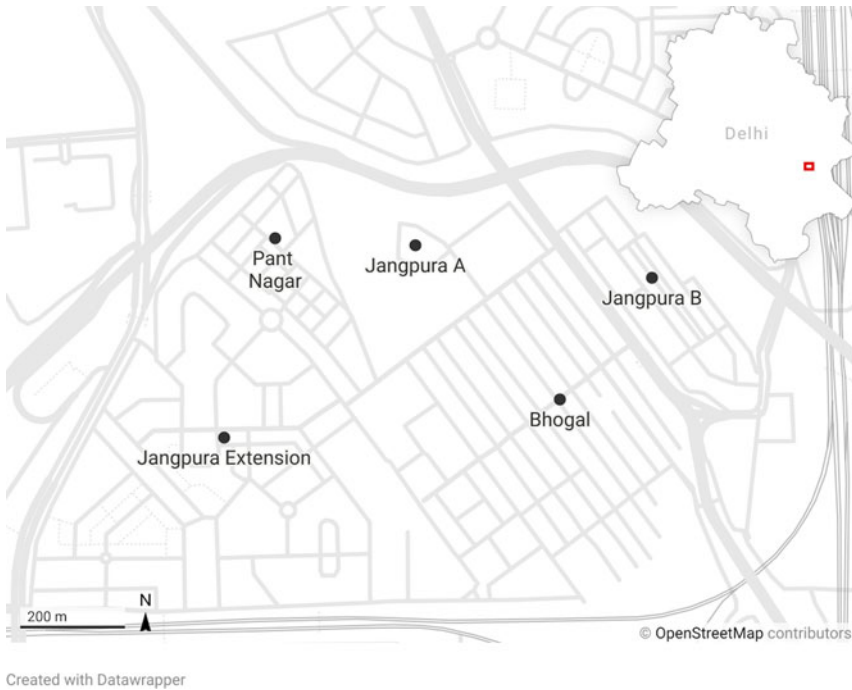 Delhi
Pant
Nagar
Jangpura A
Jangpura B
Bhogal
Jangpura Extension
200 m
N
© OpenStreetMap contributors
Created with Datawrapper